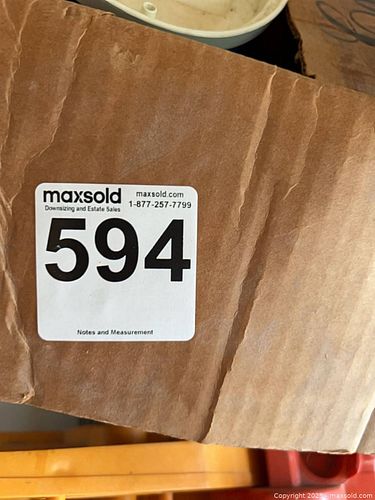 maxsold
Downsizing and Estate Sales
maxsold.com
1-877-257-7799
594
Notes and Measurement